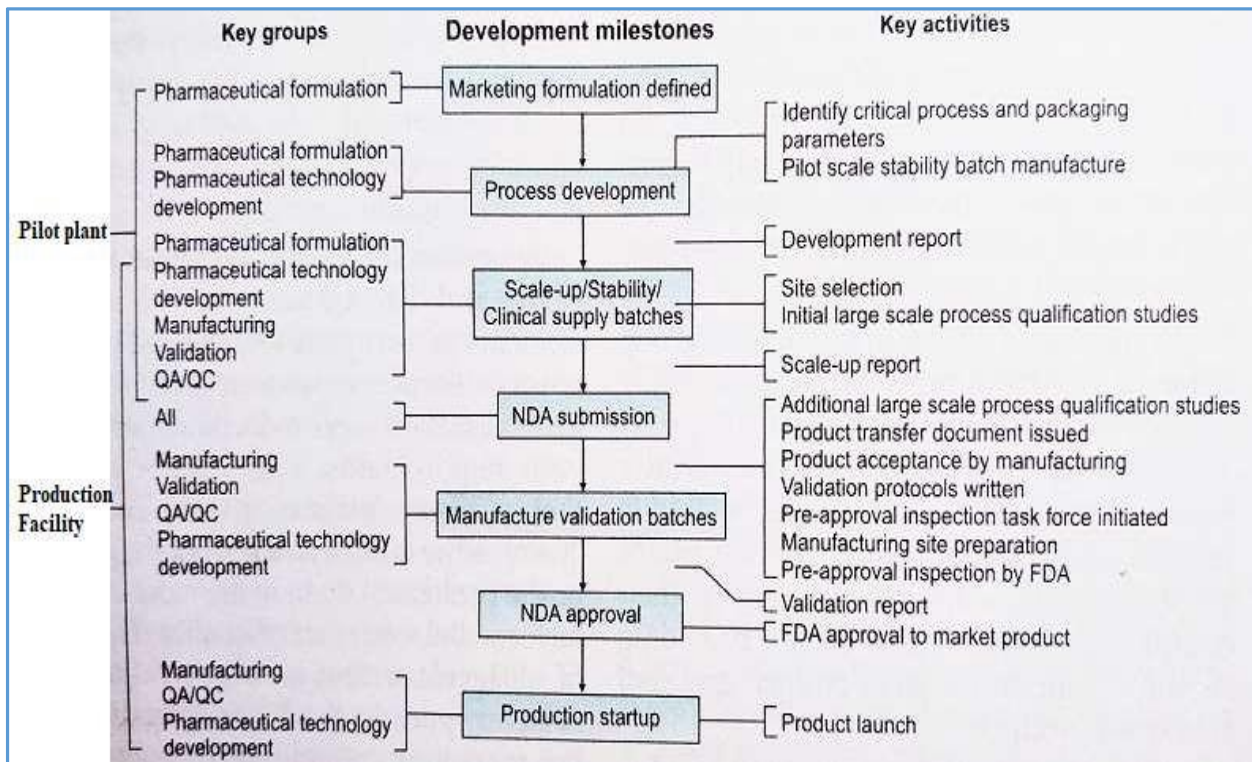 Key groups
Development milestones
Key activities
Pharmaceutical formulation
Marketing formulation defined
Identify critical process and packaging
parameters
Pilot scale stability batch manufacture
Pharmaceutical formulation
Pharmaceutical technology
development
Process development
Pilot plant
Development report
Pharmaceutical formulation
Pharmaceutical technology
development
Manufacturing
Validation
QA/QC
Scale-up/Stability/
Clinical supply batches
Site selection
Initial large scale process qualification studies
Scale-up report
All
NDA submission
Additional large scale process qualification studies
Product transfer document issued
Product acceptance by manufacturing
Validation protocols written
Pre-approval inspection task force initiated
Manufacturing site preparation
Pre-approval inspection by FDA
Production
Facility
Manufacturing
Validation
QA/QC
Pharmaceutical technology
development
Manufacture validation batches
Validation report
NDA approval
FDA approval to market product
Manufacturing
QA/QC
Pharmaceutical technology
development
Production startup
Product launch